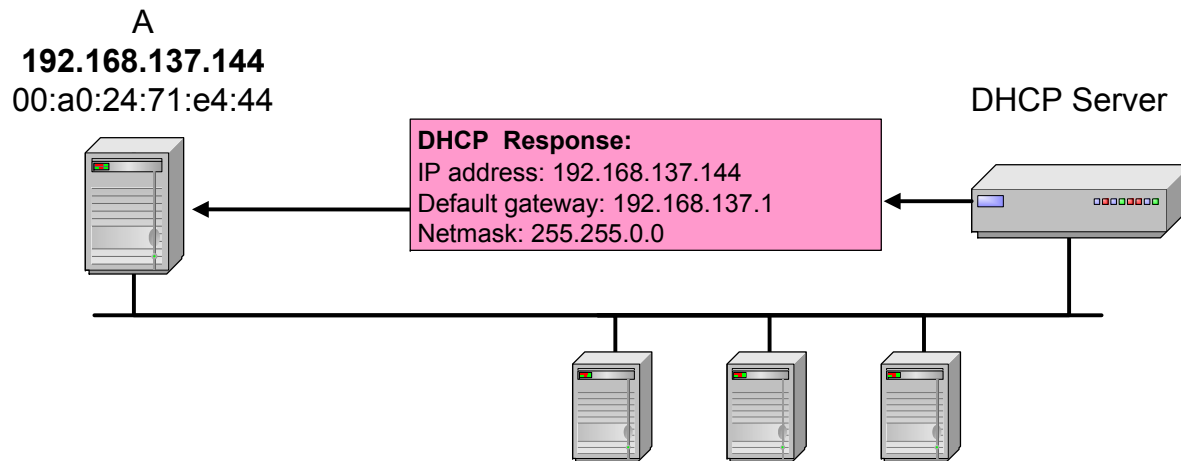 A
192.168.137.144
00:a0:24:71:e4:44
DHCP Server
DHCP Response:
IP address: 192.168.137.144
Default gateway: 192.168.137.1
Netmask: 255.255.0.0